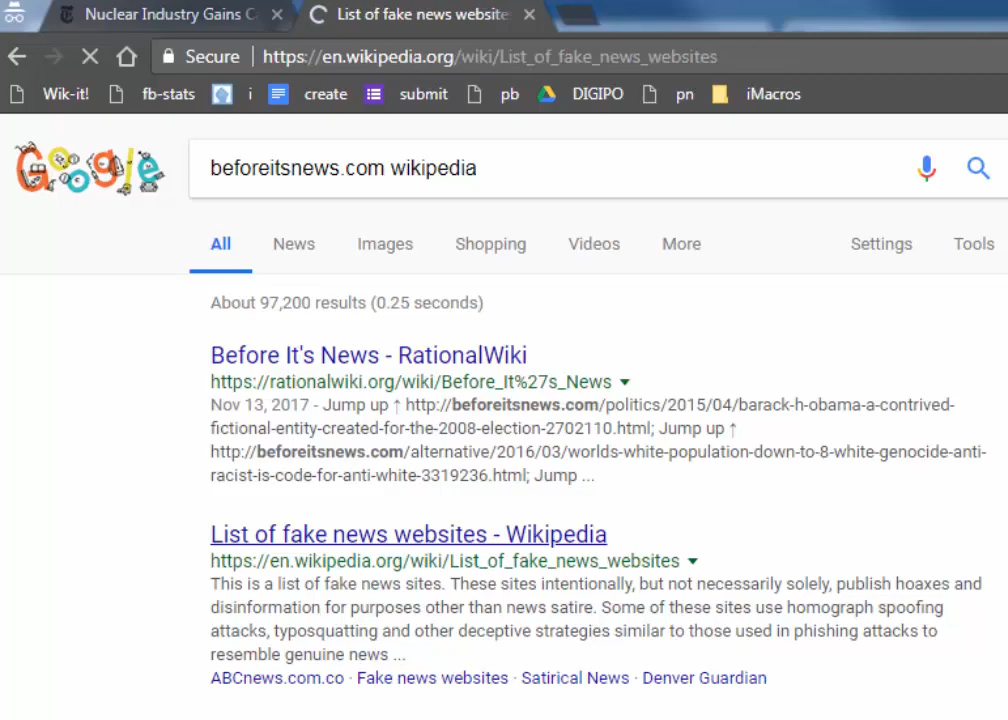 Nuclear Industry Gains C
List of fake news website
Secure | https://en.wikipedia.org/wiki/List_of_fake_news_websites
Wik-it! fb-stats i create submit pb DIGIPO pn iMacros
Google
beforeitsnews.com wikipedia
All News Images Shopping Videos More Settings Tools
About 97,200 results (0.25 seconds)
Before It's News - RationalWiki
https://rationalwiki.org/wiki/Before_It%27s_News
Nov 13, 2017 - Jump up ↑ http://beforeitsnews.com/politics/2015/04/barack-h-obama-a-contrived-
fictional-entity-created-for-the-2008-election-2702110.html; Jump up ↑
http://beforeitsnews.com/alternative/2016/03/worlds-white-population-down-to-8-white-genocide-anti-
racist-is-code-for-anti-white-3319236.html; Jump ...
List of fake news websites - Wikipedia
https://en.wikipedia.org/wiki/List_of_fake_news_websites
This is a list of fake news sites. These sites intentionally, but not necessarily solely, publish hoaxes and
disinformation for purposes other than news satire. Some of these sites use homograph spoofing
attacks, typosquatting and other deceptive strategies similar to those used in phishing attacks to
resemble genuine news ...
ABCnews.com.co · Fake news websites · Satirical News · Denver Guardian